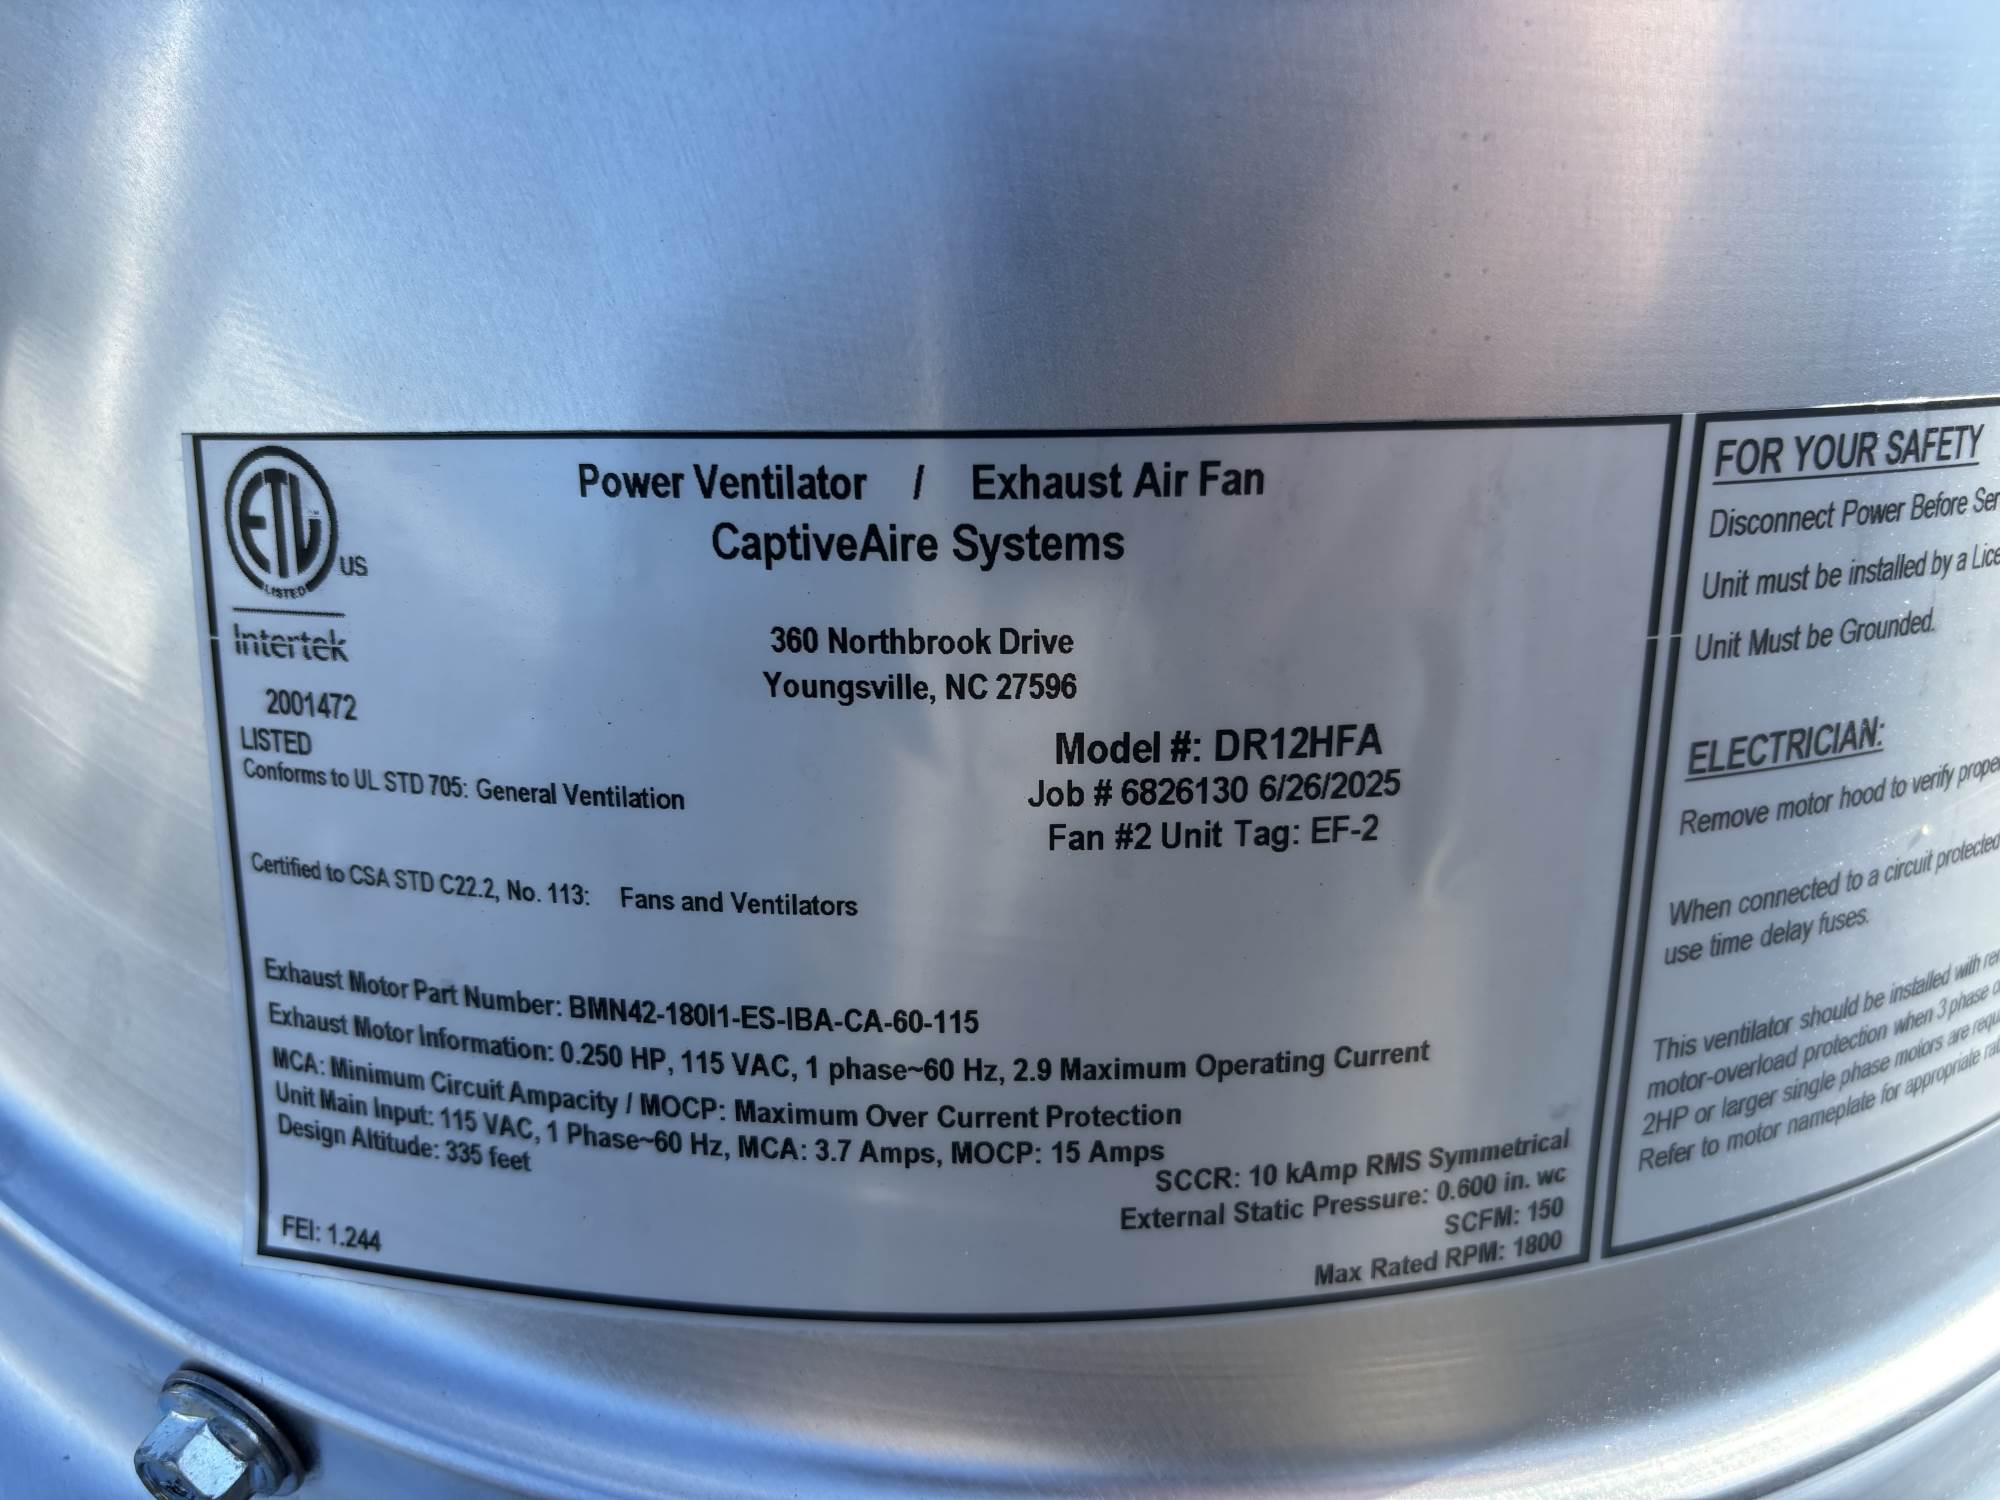 ETL
LISTED
US
Intertek
2001472
LISTED
Conforms to UL STD 705: General Ventilation
Certified to CSA STD C22.2, No. 113: Fans and Ventilators
Power Ventilator / Exhaust Air Fan
CaptiveAire Systems
360 Northbrook Drive
Youngsville, NC 27596
Model #: DR12HFA
Job # 6826130 6/26/2025
Fan #2 Unit Tag: EF-2
Exhaust Motor Part Number: BMN42-180I1-ES-IBA-CA-60-115
Exhaust Motor Information: 0.250 HP, 115 VAC, 1 phase~60 Hz, 2.9 Maximum Operating Current
MCA: Minimum Circuit Ampacity / MOCP: Maximum Over Current Protection
Unit Main Input: 115 VAC, 1 Phase~60 Hz, MCA: 3.7 Amps, MOCP: 15 Amps
Design Altitude: 335 feet
FEI: 1.244
SCCR: 10 kAmp RMS Symmetrical
External Static Pressure: 0.600 in. wc
SCFM: 150
Max Rated RPM: 1800
FOR YOUR SAFETY
Disconnect Power Before Ser
Unit must be installed by a Lice
Unit Must be Grounded.
ELECTRICIAN:
Remove motor hood to verify prope
When connected to a circuit protected
use time delay fuses.
This ventilator should be installed with
motor-overload protection when 3 phase
2HP or larger single phase motors are requ
Refer to motor nameplate for appropriate